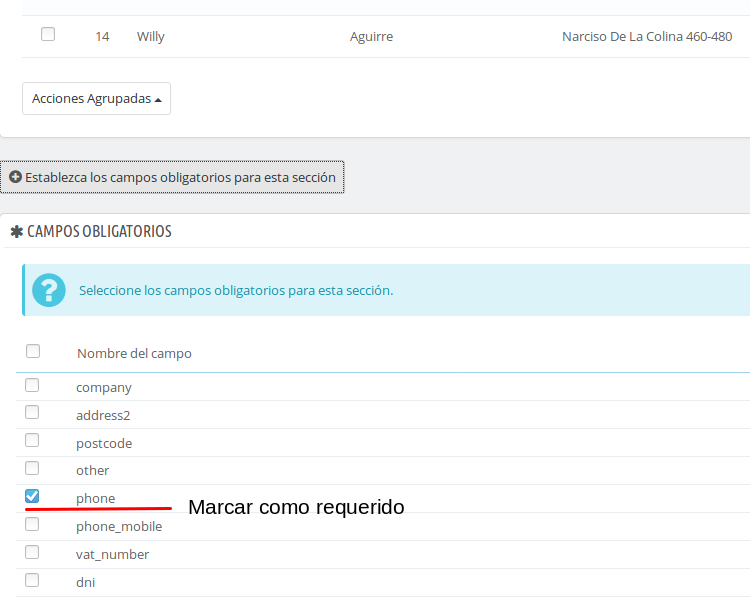 14 Willy Aguirre Narciso De La Colina 460-480
Acciones Agrupadas
Establezca los campos obligatorios para esta sección
CAMPOS OBLIGATORIOS
Seleccione los campos obligatorios para esta sección.
Nombre del campo
company
address2
postcode
other
phone Marcar como requerido
phone_mobile
vat_number
dni